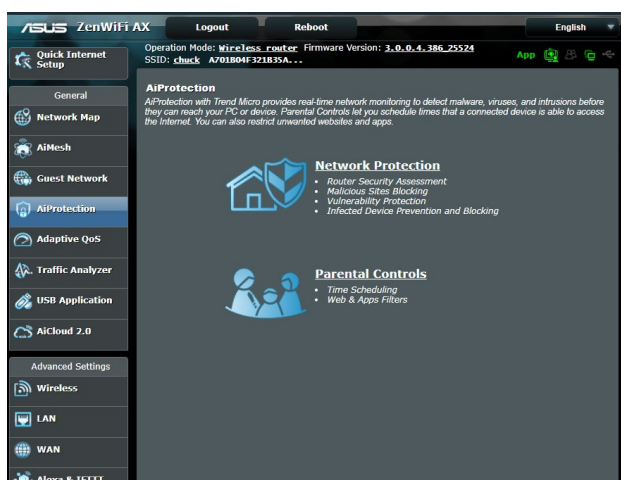 ASUS ZenWiFi AX Logout Reboot English
Quick Internet Setup
Operation Mode: Wireless router Firmware Version: 3.0.0.4.386_25524
SSID: chuck A701B04F321B35A...
App
General
Network Map
AiMesh
Guest Network
AiProtection
Adaptive QoS
Traffic Analyzer
USB Application
AiCloud 2.0
Advanced Settings
Wireless
LAN
WAN
Alexa & IFTTT
AiProtection
AiProtection with Trend Micro provides real-time network monitoring to detect malware, viruses, and intrusions before
they can reach your PC or device. Parental Controls let you schedule times that a connected device is able to access
the Internet. You can also restrict unwanted websites and apps.
Network Protection
• Router Security Assessment
• Malicious Sites Blocking
• Vulnerability Protection
• Infected Device Prevention and Blocking
Parental Controls
• Time Scheduling
• Web & Apps Filters